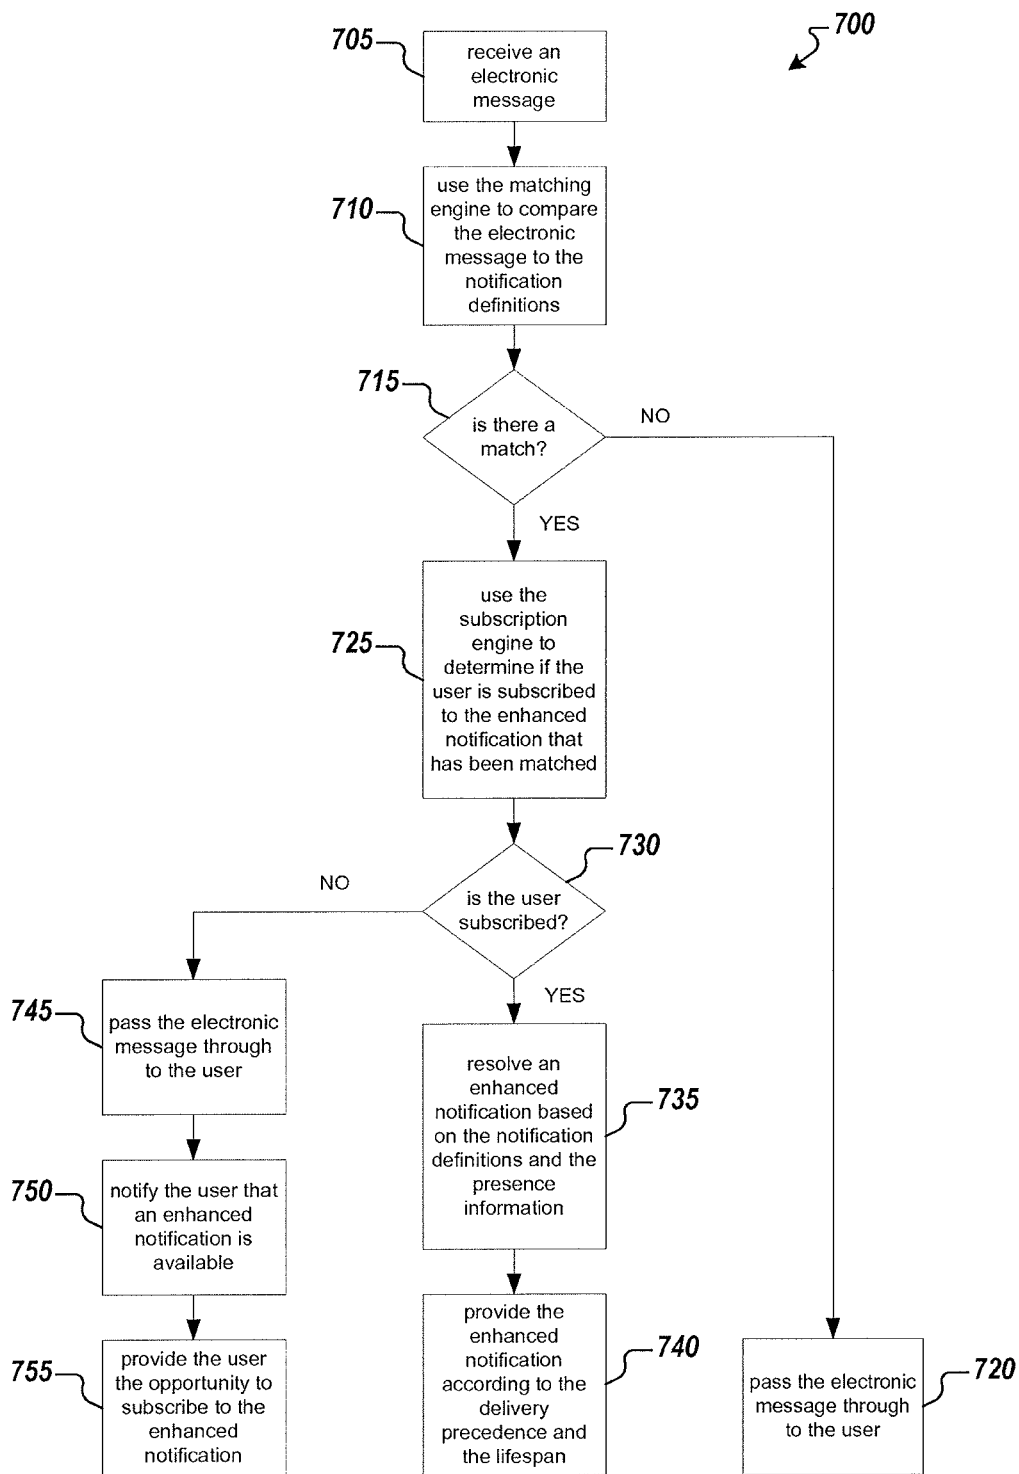 700
705
receive an
electronic
message
710
use the matching
engine to compare
the electronic
message to the
notification
definitions
715
is there a
match?
NO
YES
725
use the
subscription
engine to
determine if the
user is subscribed
to the enhanced
notification that
has been matched
730
is the user
subscribed?
NO
YES
745
pass the electronic
message through
to the user
735
resolve an
enhanced
notification based
on the notification
definitions and the
presence
information
750
notify the user that
an enhanced
notification is
available
755
provide the user
the opportunity to
subscribe to the
enhanced
notification
740
provide the
enhanced
notification
according to the
delivery
precedence and
the lifespan
720
pass the electronic
message through
to the user